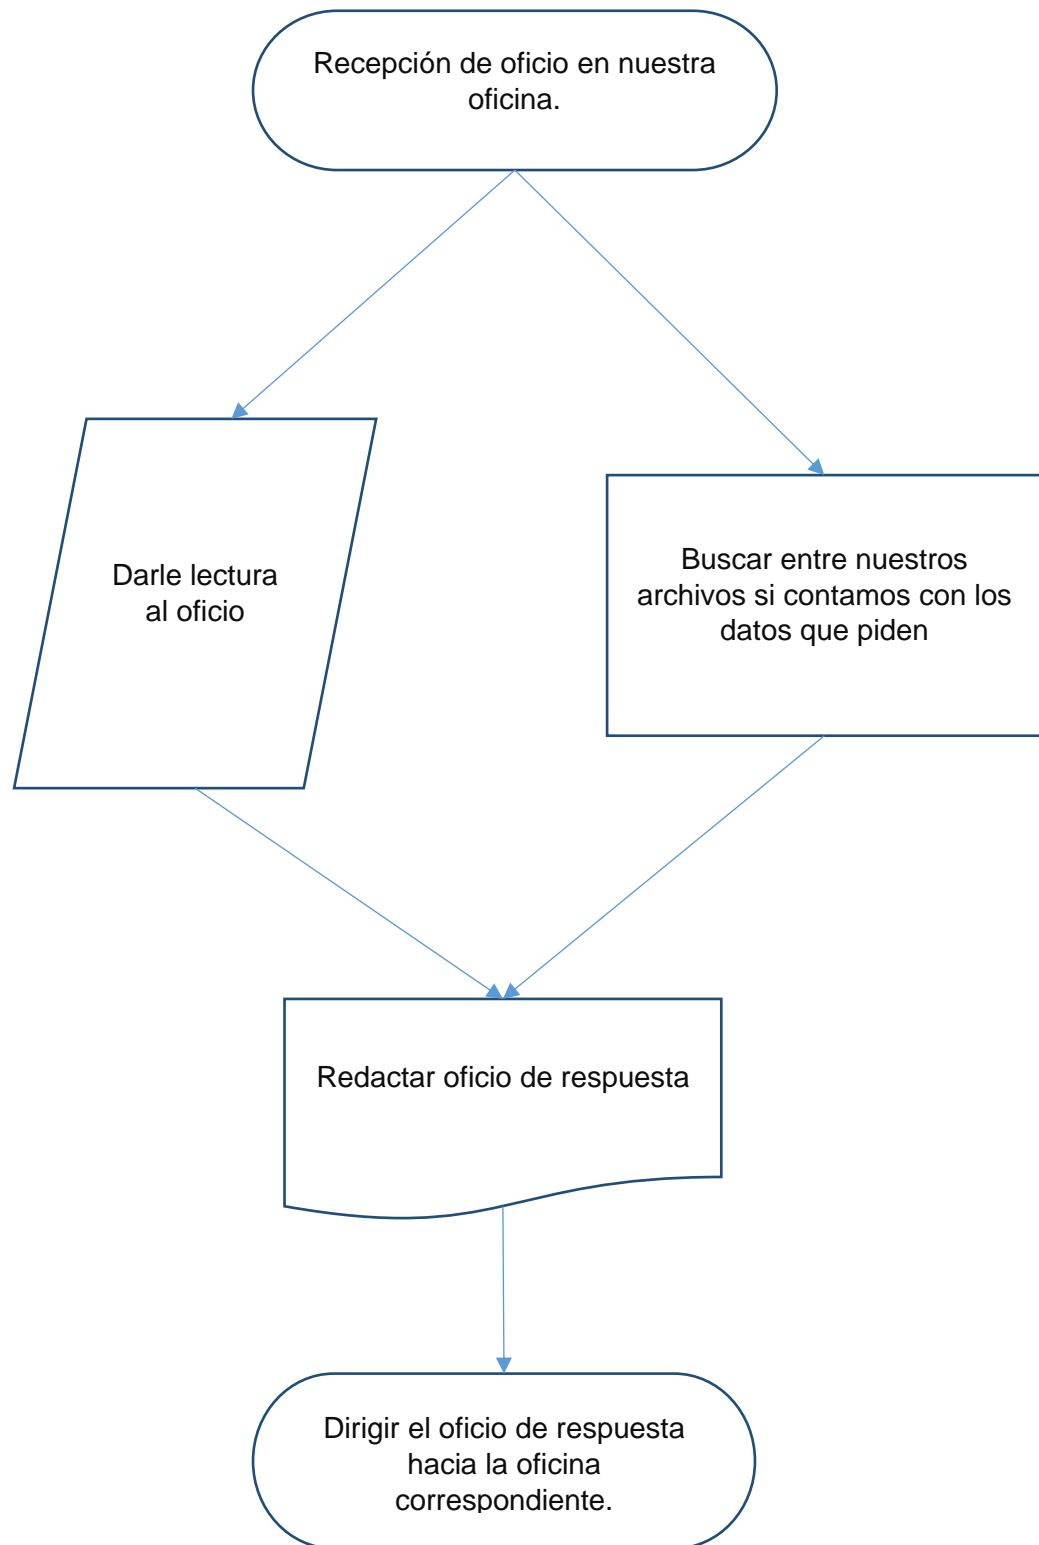 Recepción de oficio en nuestra
oficina.
Darle lectura
al oficio
Buscar entre nuestros
archivos si contamos con los
datos que piden
Redactar oficio de respuesta
Dirigir el oficio de respuesta
hacia la oficina
correspondiente.